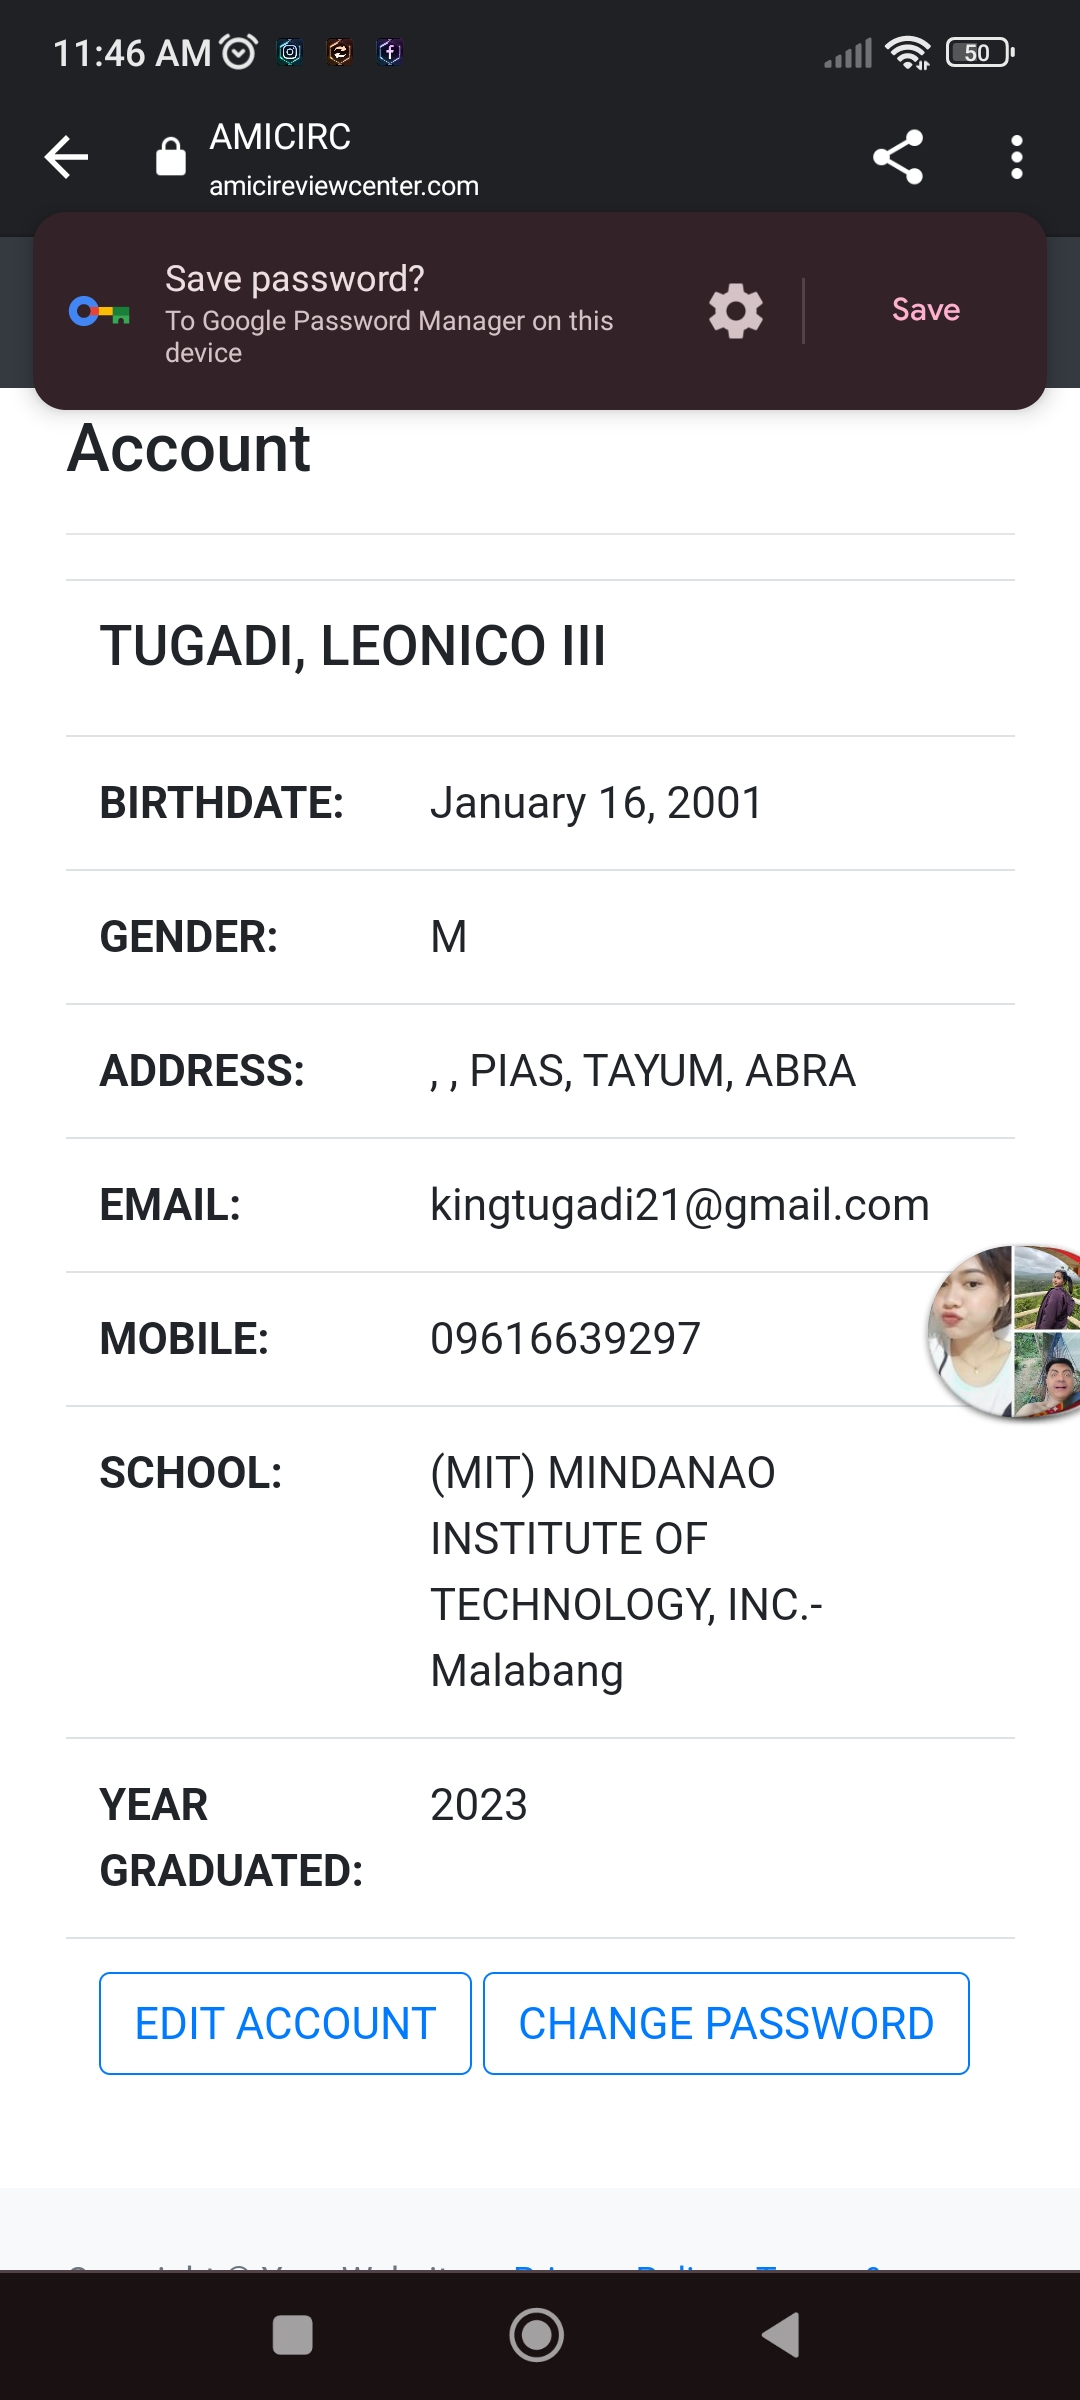 11:46 AM
50
AMICIRC
amicireviewcenter.com
Save password?
To Google Password Manager on this
device
Save
Account
TUGADI, LEONICO III
BIRTHDATE: January 16, 2001
GENDER: M
ADDRESS: , , PIAS, TAYUM, ABRA
EMAIL: kingtugadi21@gmail.com
MOBILE: 09616639297
SCHOOL: (MIT) MINDANAO
INSTITUTE OF
TECHNOLOGY, INC.-
Malabang
YEAR 2023
GRADUATED:
EDIT ACCOUNT CHANGE PASSWORD